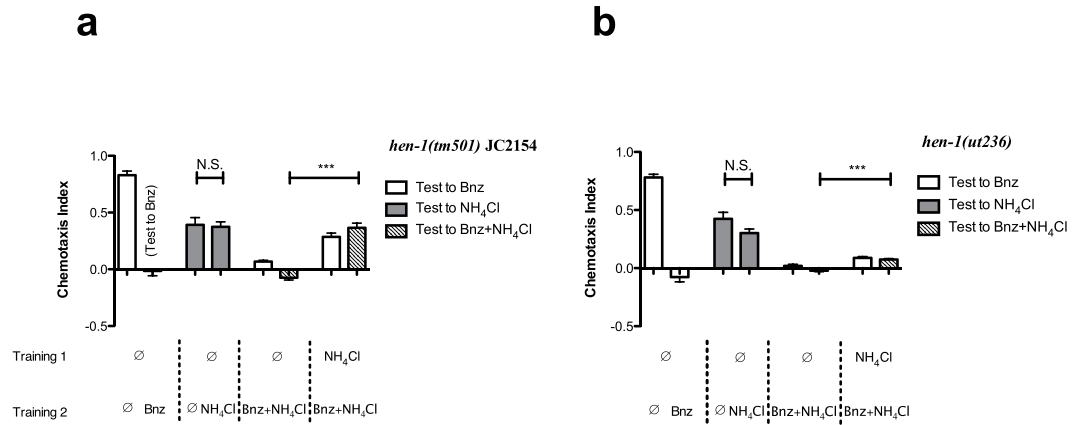 a
hen-1(tm501) JC2154
Test to Bnz
Test to NH4Cl
Test to Bnz+NH4Cl
Chemotaxis Index
1.0
0.5
0.0
-0.5
(Test to Bnz)
N.S.
***
Training 1
∅
∅
∅
NH4Cl
Training 2
∅ Bnz
∅ NH4Cl
Bnz+NH4Cl
Bnz+NH4Cl
b
hen-1(ut236)
Test to Bnz
Test to NH4Cl
Test to Bnz+NH4Cl
Chemotaxis Index
1.0
0.5
0.0
-0.5
N.S.
***
∅
∅
∅
NH4Cl
∅ Bnz
∅ NH4Cl
Bnz+NH4Cl
Bnz+NH4Cl